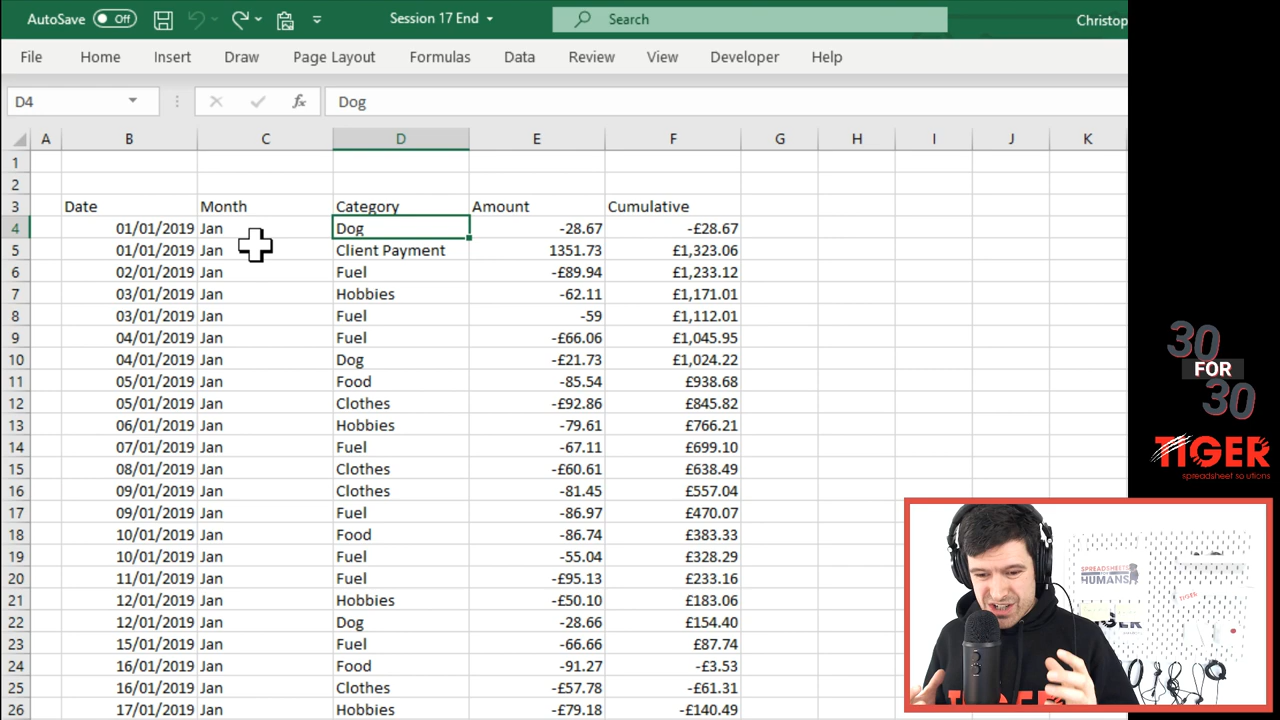 AutoSave Off Session 17 End Search Christop
File Home Insert Draw Page Layout Formulas Data Review View Developer Help
D4 fx Dog
A B C D E F G H I J K
1
2
3 Date Month Category Amount Cumulative
4 01/01/2019 Jan Dog -28.67 -£28.67
5 01/01/2019 Jan Client Payment 1351.73 £1,323.06
6 02/01/2019 Jan Fuel -£89.94 £1,233.12
7 03/01/2019 Jan Hobbies -62.11 £1,171.01
8 03/01/2019 Jan Fuel -59 £1,112.01
9 04/01/2019 Jan Fuel -£66.06 £1,045.95
10 04/01/2019 Jan Dog -£21.73 £1,024.22
11 05/01/2019 Jan Food -85.54 £938.68
12 05/01/2019 Jan Clothes -£92.86 £845.82
13 06/01/2019 Jan Hobbies -79.61 £766.21
14 07/01/2019 Jan Fuel -67.11 £699.10
15 08/01/2019 Jan Clothes -£60.61 £638.49
16 09/01/2019 Jan Clothes -81.45 £557.04
17 09/01/2019 Jan Fuel -86.97 £470.07
18 10/01/2019 Jan Food -86.74 £383.33
19 10/01/2019 Jan Fuel -55.04 £328.29
20 11/01/2019 Jan Fuel -£95.13 £233.16
21 12/01/2019 Jan Hobbies -£50.10 £183.06
22 12/01/2019 Jan Dog -28.66 £154.40
23 15/01/2019 Jan Fuel -66.66 £87.74
24 16/01/2019 Jan Food -91.27 -£3.53
25 16/01/2019 Jan Clothes -£57.78 -£61.31
26 17/01/2019 Jan Hobbies -£79.18 -£140.49
30
FOR
30
TIGER
spreadsheet solutions
SPREADSHEETS
HUMANS
TIGER